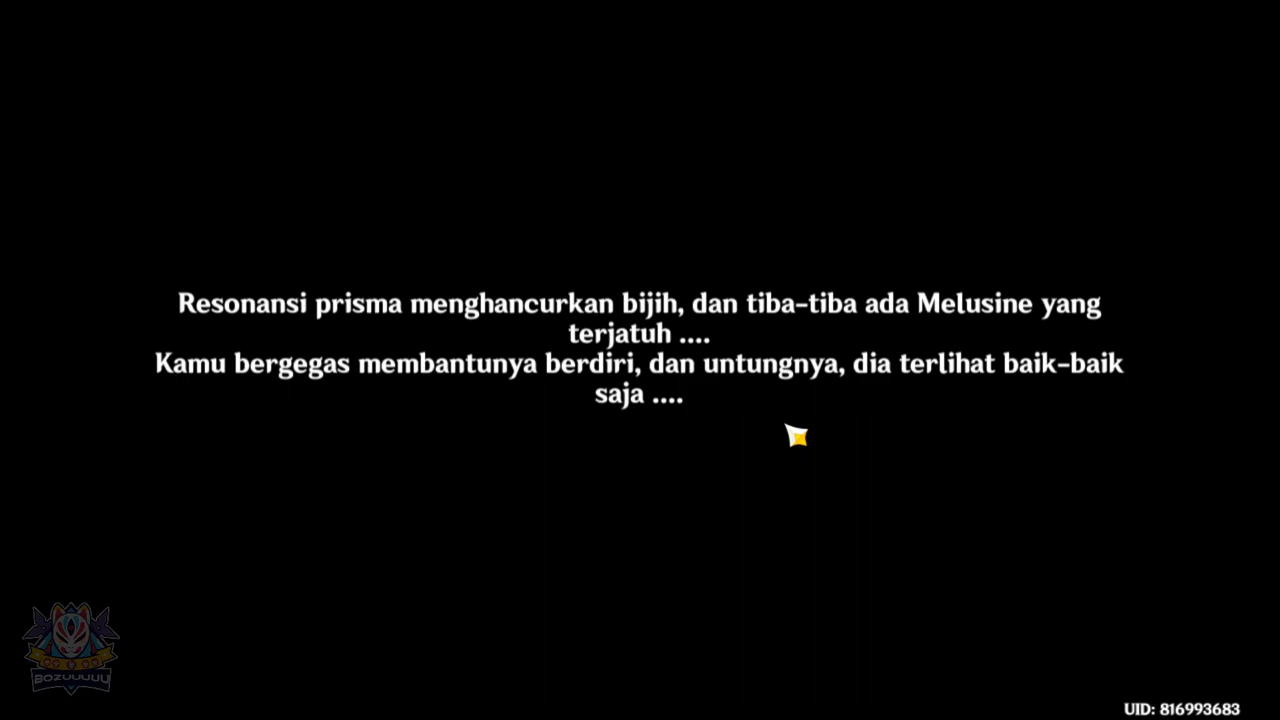 Resonansi prisma menghancurkan bijih, dan tiba-tiba ada Melusine yang
terjatuh ....
Kamu bergegas membantunya berdiri, dan untungnya, dia terlihat baik-baik
saja ....
BOZUUUUU
UID: 816993683